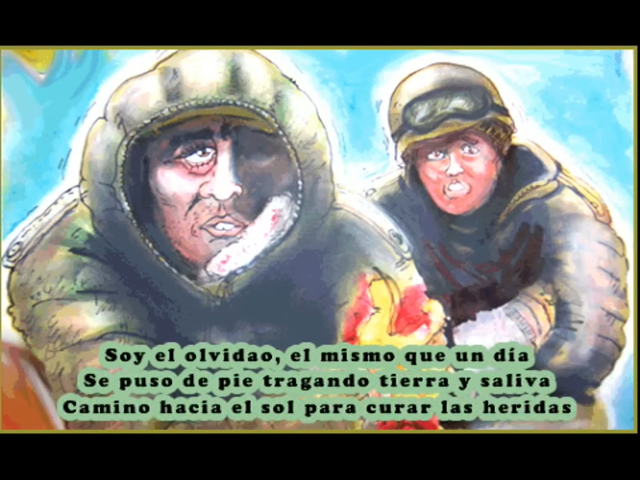 Soy el olvidao, el mismo que un día
Se puso de pie tragando tierra y saliva
Camino hacia el sol para curar las heridas